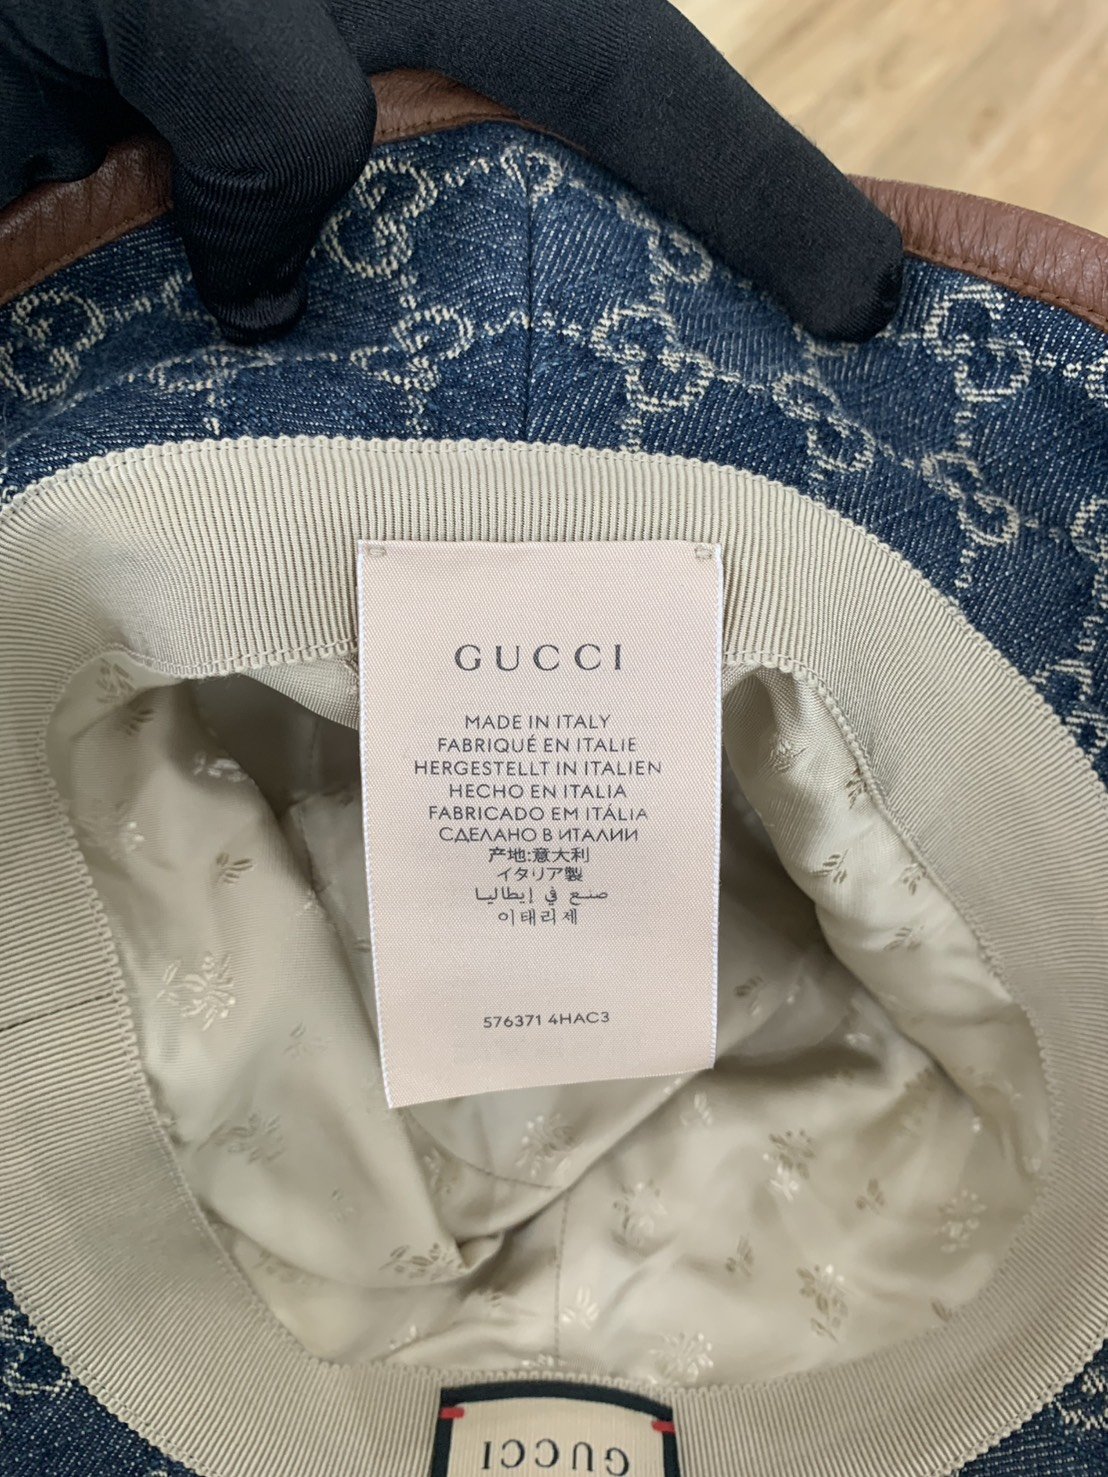 GUCCI
MADE IN ITALY
FABRIQUÉ EN ITALIE
HERGESTELLT IN ITALIEN
HECHO EN ITALIA
FABRICADO EM ITÁLIA
СДЕЛАНО В ИТАЛИИ
产地:意大利
イタリア製
صنع في إيطاليا
이태리제
576371 4HAC3
GUCCI